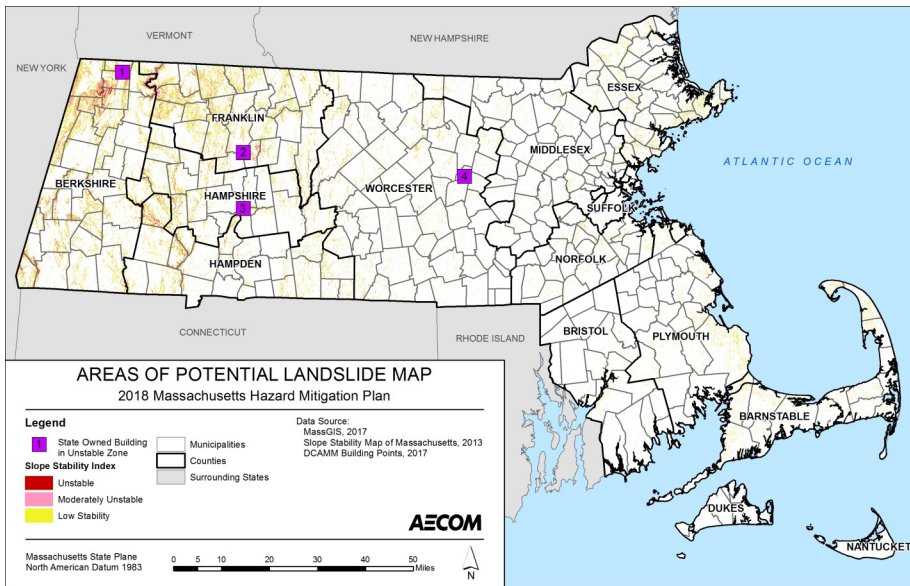 VERMONT
NEW HAMPSHIRE
NEW YORK
1
ESSEX
FRANKLIN
2
MIDDLESEX
ATLANTIC OCEAN
BERKSHIRE
WORCESTER
4
HAMPSHIRE
3
SUFFOLK
HAMPDEN
NORFOLK
CONNECTICUT
RHODE ISLAND
BRISTOL
PLYMOUTH
BARNSTABLE
DUKES
NANTUCKET
AREAS OF POTENTIAL LANDSLIDE MAP
2018 Massachusetts Hazard Mitigation Plan
Legend
1 State Owned Building
in Unstable Zone
Slope Stability Index
Unstable
Moderately Unstable
Low Stability
Municipalities
Counties
Surrounding States
Data Source:
MassGIS, 2017
Slope Stability Map of Massachusetts, 2013
DCAMM Building Points, 2017
AECOM
Massachusetts State Plane
North American Datum 1983
0 5 10 20 30 40 50
Miles
N